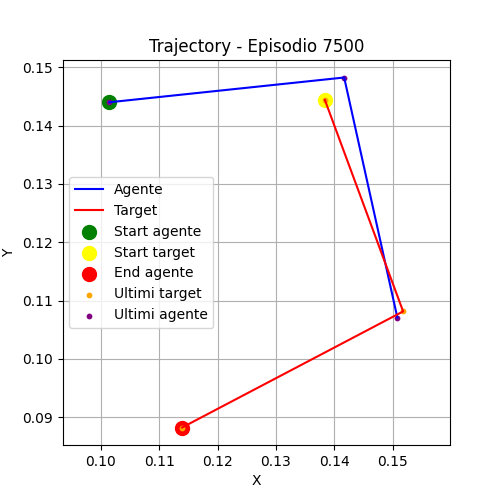 Trajectory - Episodio 7500
0.15
0.14
0.13
0.12
0.11
0.10
0.09
Y
Agente
Target
Start agente
Start target
End agente
Ultimi target
Ultimi agente
0.10 0.11 0.12 0.13 0.14 0.15
X